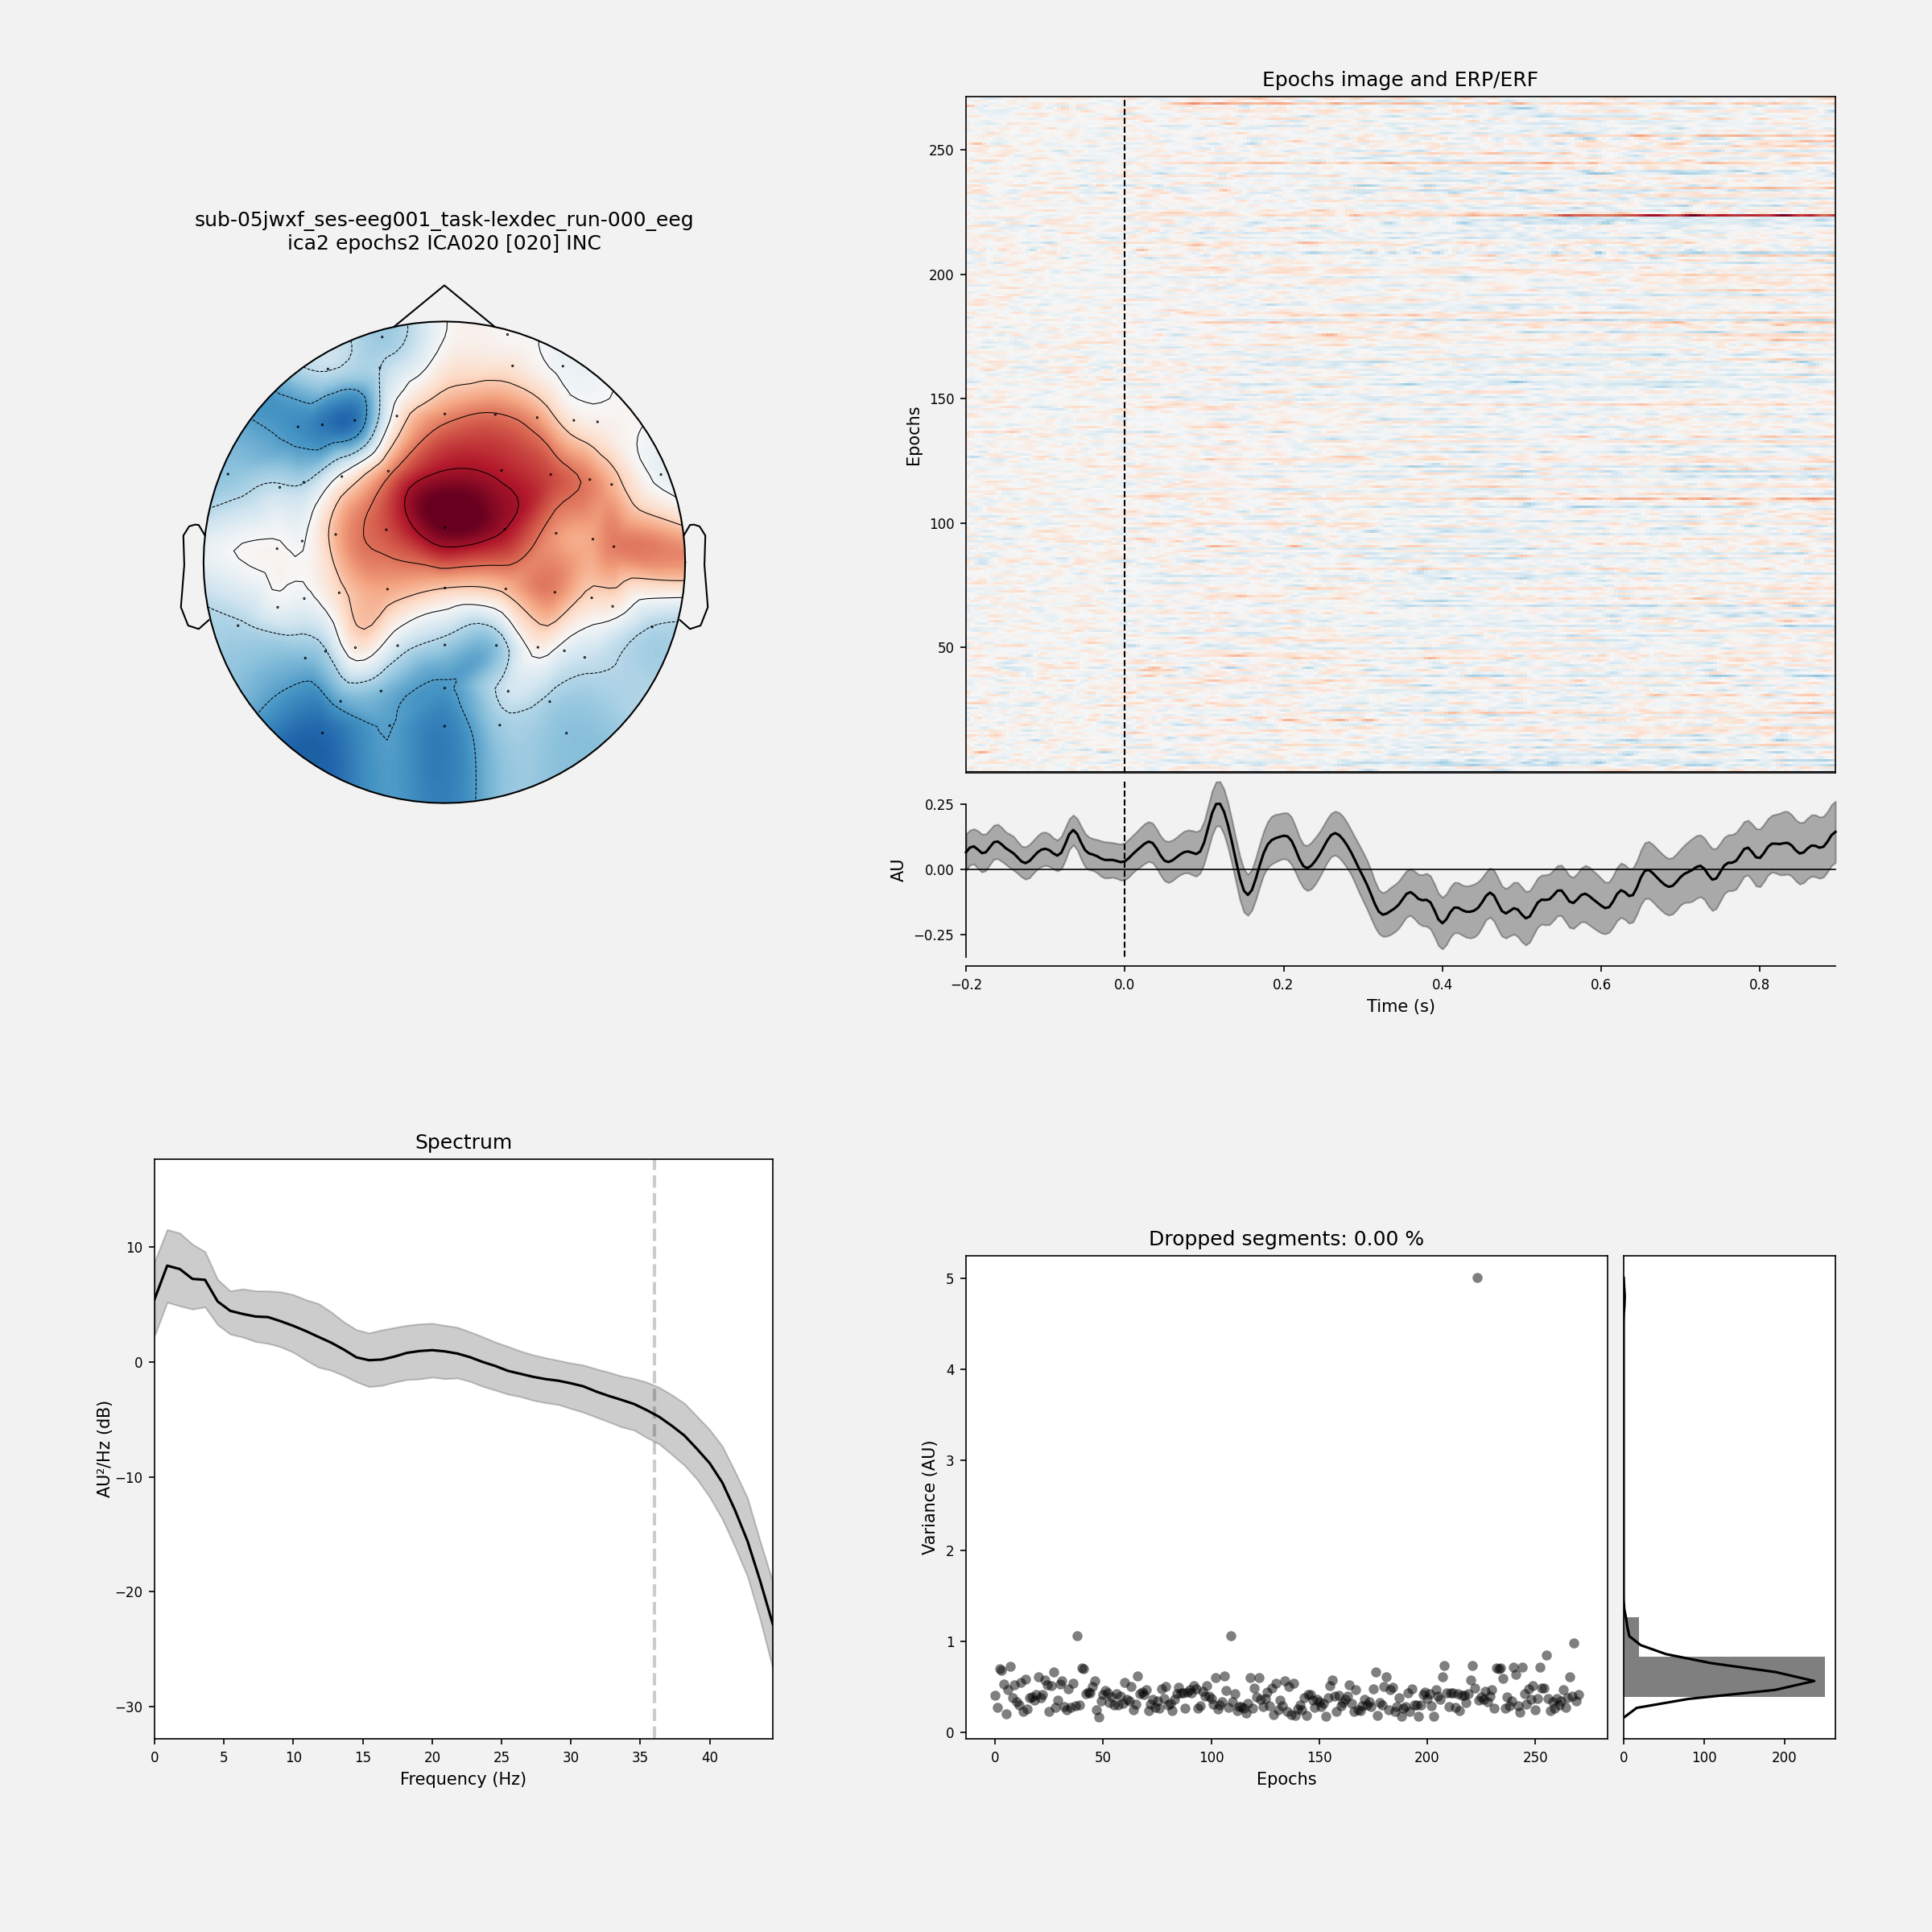 sub-05jwxf_ses-eeg001_task-lexdec_run-000_eeg
ica2 epochs2 ICA020 [020] INC
Epochs image and ERP/ERF
Epochs
250
200
150
100
50
AU
0.25
0.00
−0.25
−0.2 0.0 0.2 0.4 0.6 0.8
Time (s)
Spectrum
AU²/Hz (dB)
10
0
−10
−20
−30
0 5 10 15 20 25 30 35 40
Frequency (Hz)
Dropped segments: 0.00 %
Variance (AU)
5
4
3
2
1
0
0 50 100 150 200 250
Epochs
0 100 200